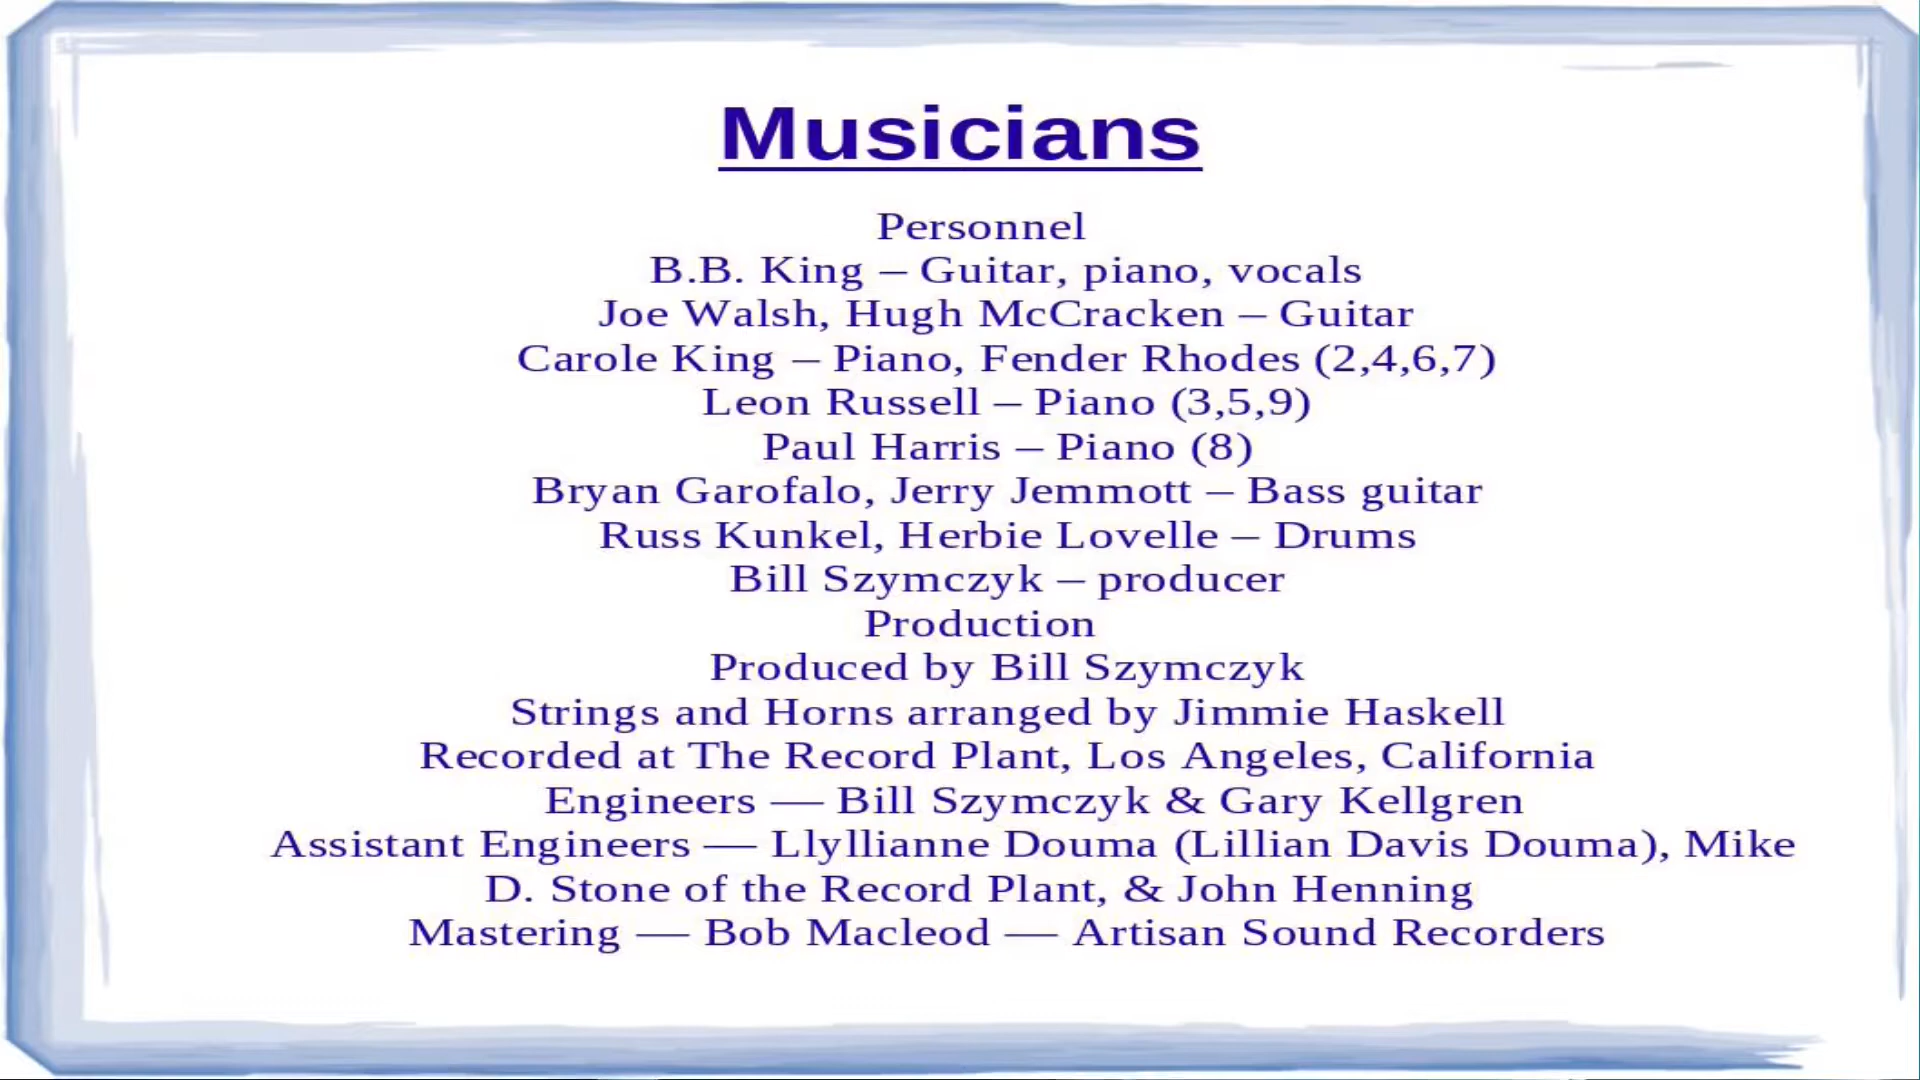 Musicians
Personnel
B.B. King – Guitar, piano, vocals
Joe Walsh, Hugh McCracken – Guitar
Carole King – Piano, Fender Rhodes (2,4,6,7)
Leon Russell – Piano (3,5,9)
Paul Harris – Piano (8)
Bryan Garofalo, Jerry Jemmott – Bass guitar
Russ Kunkel, Herbie Lovelle – Drums
Bill Szymczyk – producer
Production
Produced by Bill Szymczyk
Strings and Horns arranged by Jimmie Haskell
Recorded at The Record Plant, Los Angeles, California
Engineers — Bill Szymczyk & Gary Kellgren
Assistant Engineers — Llyllianne Douma (Lillian Davis Douma), Mike
D. Stone of the Record Plant, & John Henning
Mastering — Bob Macleod — Artisan Sound Recorders